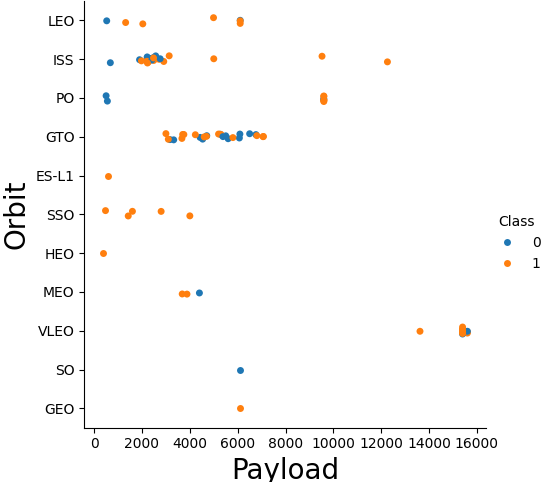 LEO
ISS
PO
GTO
ES-L1
SSO
HEO
MEO
VLEO
SO
GEO
Orbit
0 2000 4000 6000 8000 10000 12000 14000 16000
Payload
Class
0
1